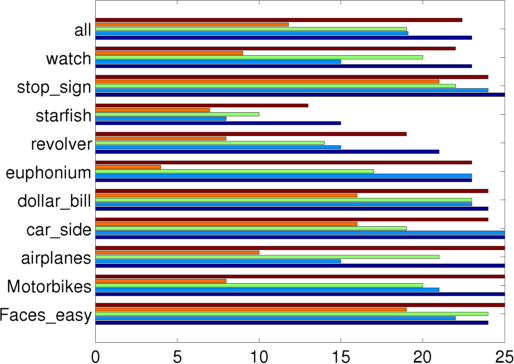 all
watch
stop_sign
starfish
revolver
euphonium
dollar_bill
car_side
airplanes
Motorbikes
Faces_easy
0 5 10 15 20 25